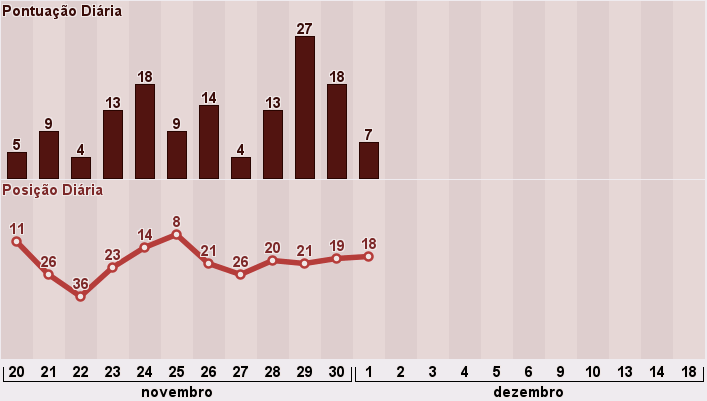 Pontuação Diária
5 9 4 13 18 9 14 4 13 27 18 7
Posição Diária
11 26 36 23 14 8 21 26 20 21 19 18
20 21 22 23 24 25 26 27 28 29 30 1 2 3 4 5 6 9 10 13 14 18
novembro dezembro